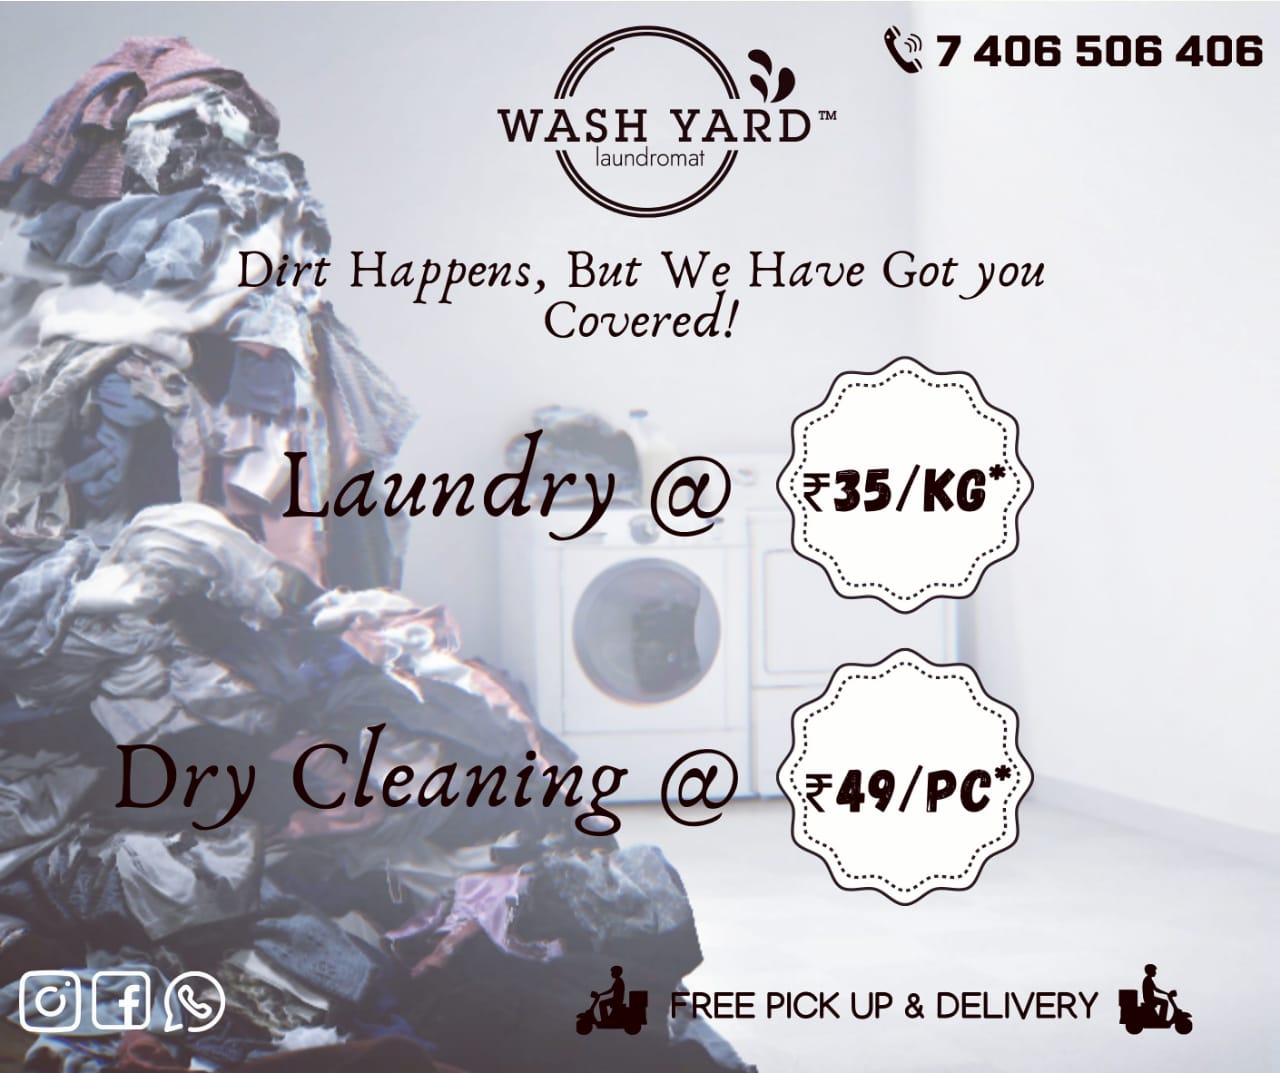 7 406 506 406
WASH YARD™
laundromat
Dirt Happens, But We Have Got you
Covered!
Laundry @ ₹35/KG*
Dry Cleaning @ ₹49/PC*
FREE PICK UP & DELIVERY